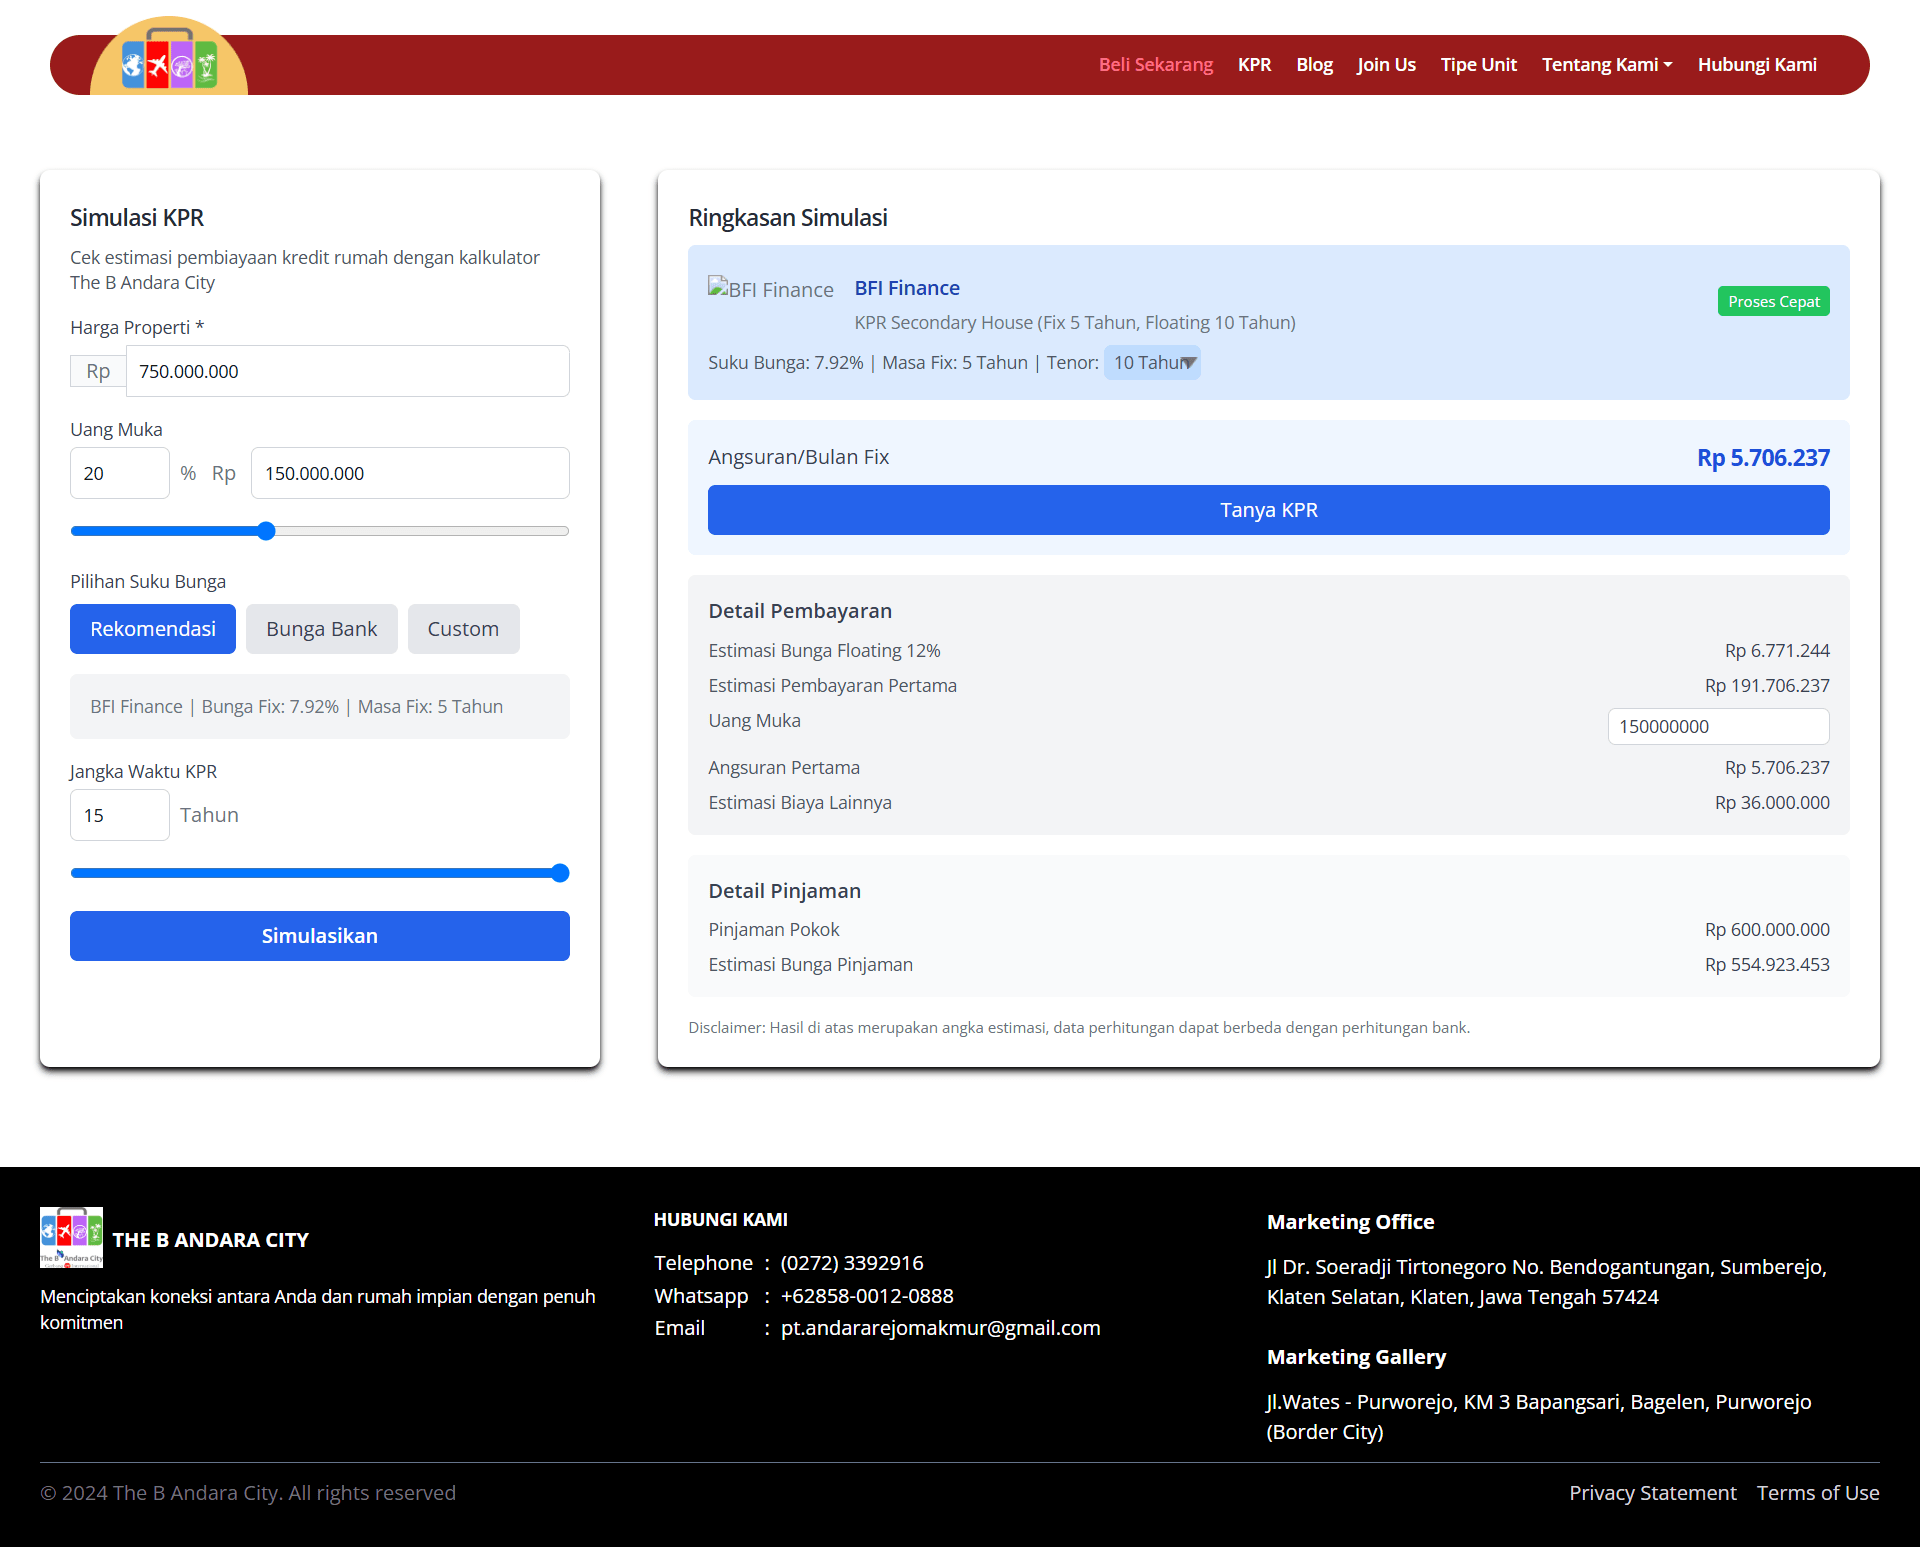 Beli Sekarang KPR Blog Join Us Tipe Unit Tentang Kami Hubungi Kami
Simulasi KPR
Cek estimasi pembiayaan kredit rumah dengan kalkulator
The B Andara City
Harga Properti *
Rp 750.000.000
Uang Muka
20 % Rp 150.000.000
Pilihan Suku Bunga
Rekomendasi Bunga Bank Custom
BFI Finance | Bunga Fix: 7.92% | Masa Fix: 5 Tahun
Jangka Waktu KPR
15 Tahun
Simulasikan
Ringkasan Simulasi
BFI Finance
BFI Finance
KPR Secondary House (Fix 5 Tahun, Floating 10 Tahun)
Proses Cepat
Suku Bunga: 7.92% | Masa Fix: 5 Tahun | Tenor: 10 Tahun
Angsuran/Bulan Fix Rp 5.706.237
Tanya KPR
Detail Pembayaran
Estimasi Bunga Floating 12% Rp 6.771.244
Estimasi Pembayaran Pertama Rp 191.706.237
Uang Muka 150000000
Angsuran Pertama Rp 5.706.237
Estimasi Biaya Lainnya Rp 36.000.000
Detail Pinjaman
Pinjaman Pokok Rp 600.000.000
Estimasi Bunga Pinjaman Rp 554.923.453
Disclaimer: Hasil di atas merupakan angka estimasi, data perhitungan dapat berbeda dengan perhitungan bank.
The B Andara City
THE B ANDARA CITY
Menciptakan koneksi antara Anda dan rumah impian dengan penuh
komitmen
HUBUNGI KAMI
Telephone : (0272) 3392916
Whatsapp : +62858-0012-0888
Email : pt.andararejomakmur@gmail.com
Marketing Office
Jl Dr. Soeradji Tirtonegoro No. Bendogantungan, Sumberejo,
Klaten Selatan, Klaten, Jawa Tengah 57424
Marketing Gallery
Jl.Wates - Purworejo, KM 3 Bapangsari, Bagelen, Purworejo
(Border City)
© 2024 The B Andara City. All rights reserved
Privacy Statement Terms of Use